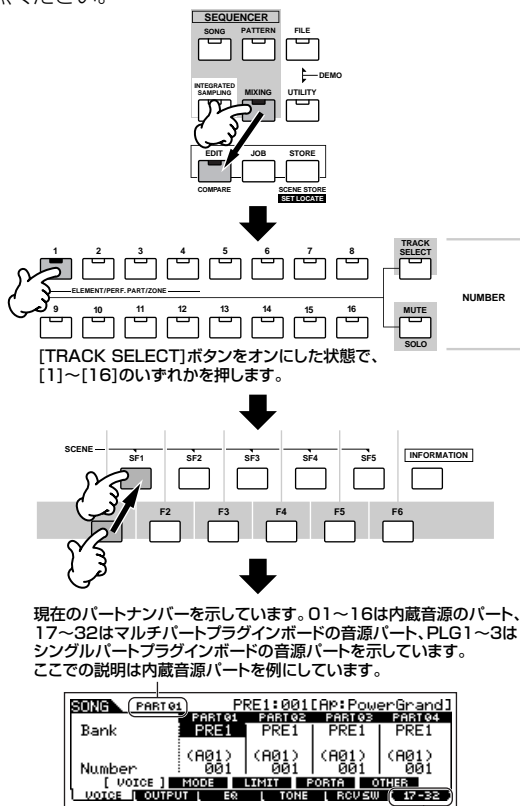 SEQUENCER
SONG PATTERN FILE
DEMO
INTEGRATED SAMPLING MIXING UTILITY
EDIT JOB STORE
COMPARE SCENE STORE
SET LOCATE
1 2 3 4 5 6 7 8 TRACK SELECT
ELEMENT/PERF. PART/ZONE
NUMBER
9 10 11 12 13 14 15 16 MUTE
SOLO
[TRACK SELECT]ボタンをオンにした状態で、
[1]〜[16]のいずれかを押します。
SCENE SF1 SF2 SF3 SF4 SF5 INFORMATION
F2 F3 F4 F5 F6
現在のパートナンバーを示しています。01〜16は内蔵音源のパート、
17〜32はマルチパートプラグインボードの音源パート、PLG1〜3は
シングルパートプラグインボードの音源パートを示しています。
ここでの説明は内蔵音源パートを例にしています。
SONG PART01 PRE1:001[AP:PowerGrand]
PART01 PART02 PART03 PART04
Bank PRE1 PRE1 PRE1 PRE1
(A01) (A01) (A01) (A01)
Number 001 001 001 001
[ VOICE ] MODE LIMIT PORTA OTHER
VOICE OUTPUT EQ TONE RCVSW 17-32